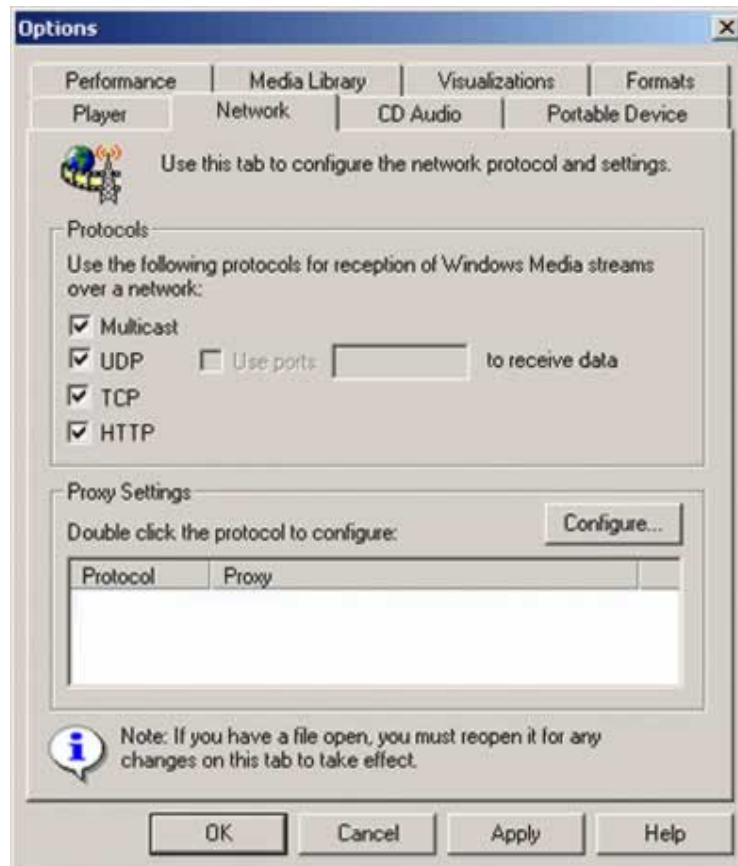 Options
Performance Media Library Visualizations Formats
Player Network CD Audio Portable Device
Use this tab to configure the network protocol and settings.
Protocols
Use the following protocols for reception of Windows Media streams
over a network:
Multicast
UDP Use ports to receive data
TCP
HTTP
Proxy Settings
Double click the protocol to configure: Configure...
Protocol Proxy
Note: If you have a file open, you must reopen it for any
changes on this tab to take effect.
OK Cancel Apply Help